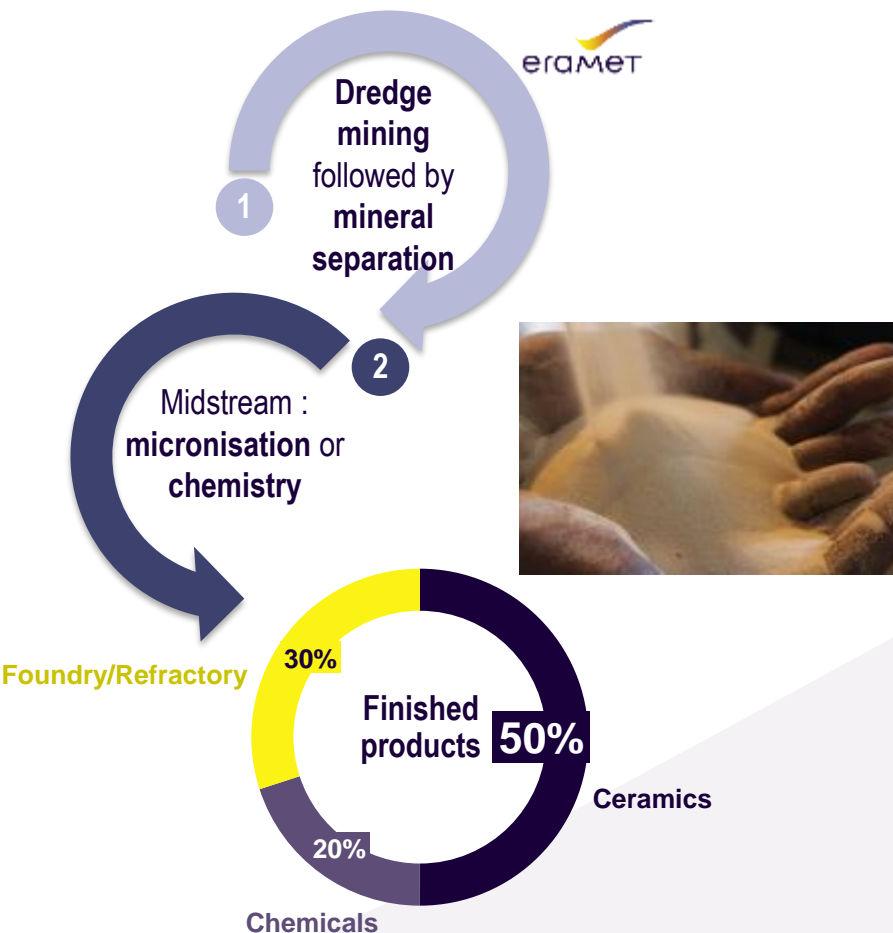 eramet
Dredge
mining
followed by
mineral
separation
1
2
Midstream :
micronisation or
chemistry
30%
Foundry/Refractory
Finished
products
50%
Ceramics
20%
Chemicals